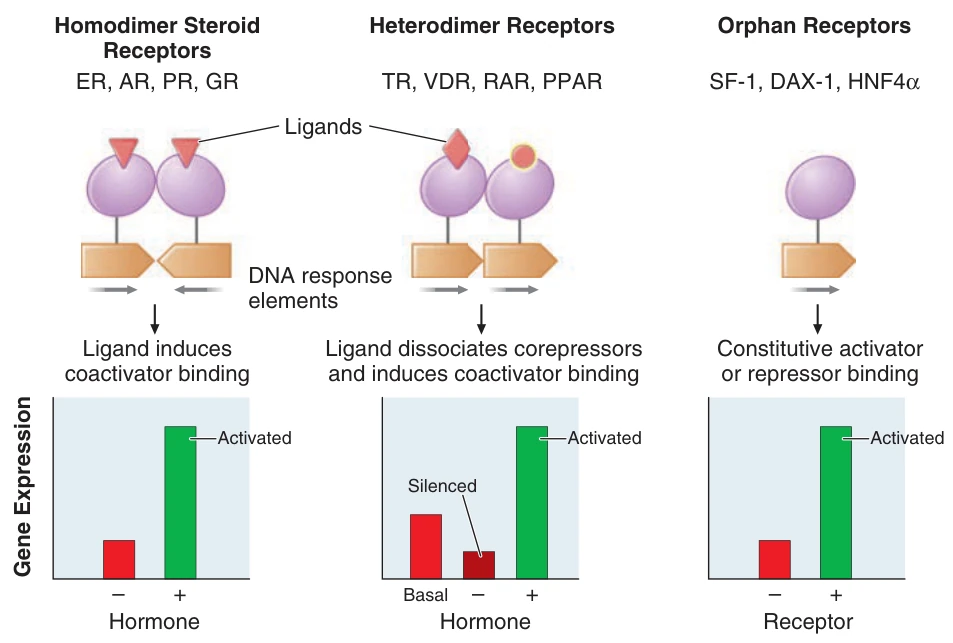 Homodimer Steroid
Receptors
ER, AR, PR, GR
Heterodimer Receptors
TR, VDR, RAR, PPAR
Orphan Receptors
SF-1, DAX-1, HNF4α
Ligands
DNA response
elements
Ligand induces
coactivator binding
Ligand dissociates corepressors
and induces coactivator binding
Constitutive activator
or repressor binding
Gene Expression
Activated
− +
Hormone
Silenced
Activated
Basal − +
Hormone
Activated
− +
Receptor